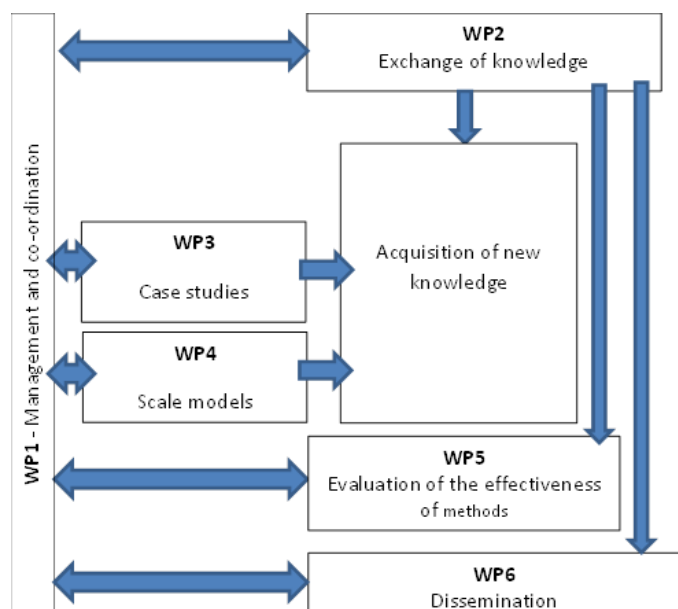 WP1 - Management and co-ordination
WP2
Exchange of knowledge
Acquisition of new
knowledge
WP3
Case studies
WP4
Scale models
WP5
Evaluation of the effectiveness
of methods
WP6
Dissemination